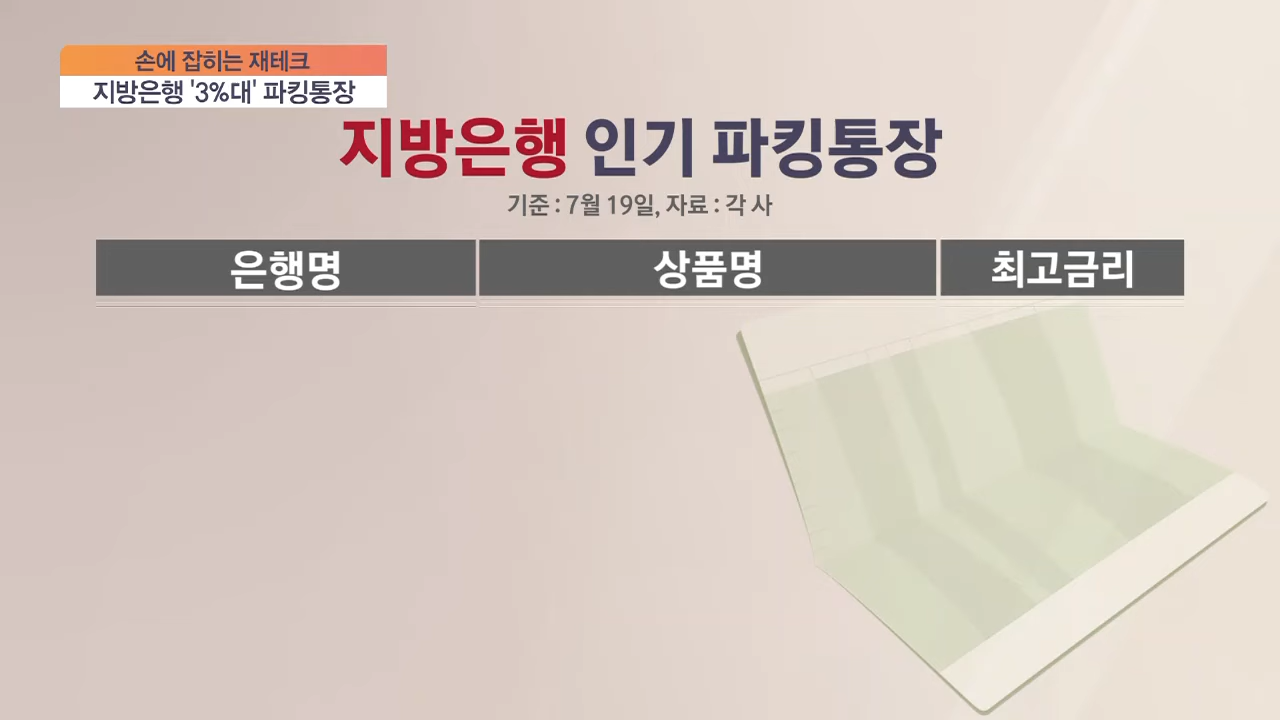 손에 잡히는 재테크
지방은행 '3%대' 파킹통장
지방은행 인기 파킹통장
기준 : 7월 19일, 자료 : 각 사
은행명 상품명 최고금리